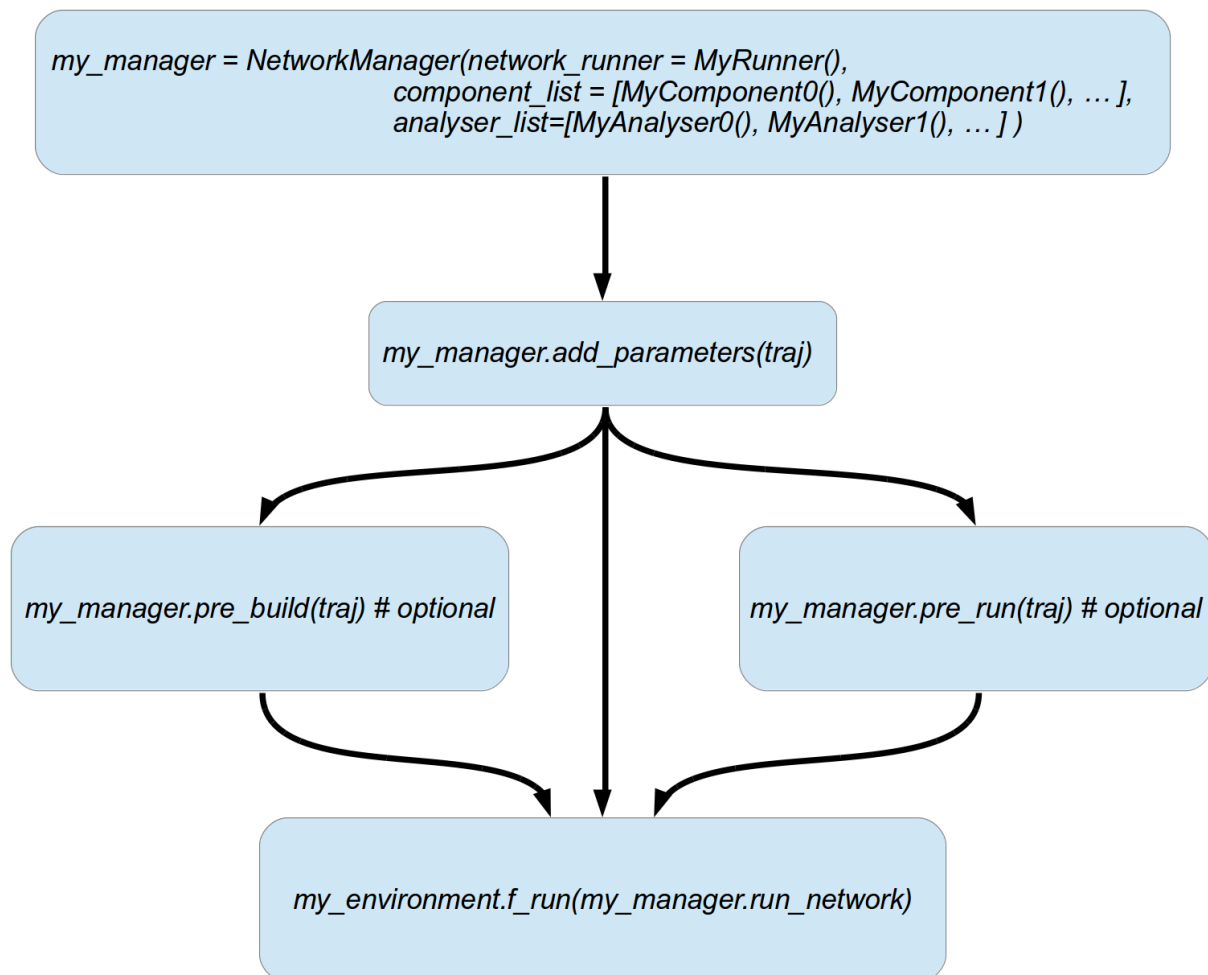 my_manager = NetworkManager(network_runner = MyRunner(),
component_list = [MyComponent0(), MyComponent1(), … ],
analyser_list=[MyAnalyser0(), MyAnalyser1(), … ] )
my_manager.add_parameters(traj)
my_manager.pre_build(traj) # optional
my_manager.pre_run(traj) # optional
my_environment.f_run(my_manager.run_network)